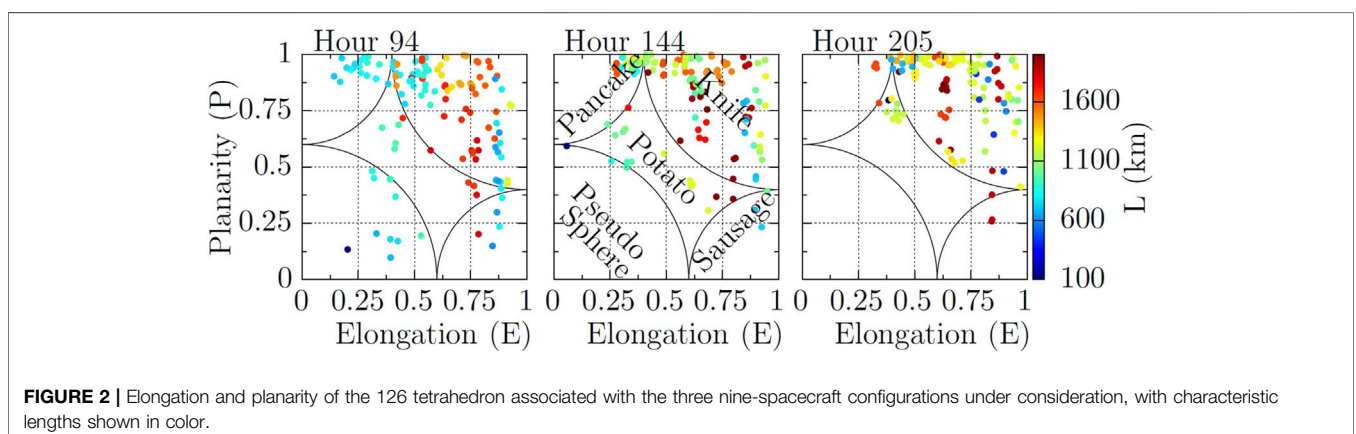 Hour 94
Hour 144
Hour 205
Planarity (P)
1
0.75
0.5
0.25
0
0 0.25 0.5 0.75 1
Elongation (E)
Pancake
Knife
Potato
Pseudo
Sphere
Sausage
0 0.25 0.5 0.75 1
Elongation (E)
0 0.25 0.5 0.75 1
Elongation (E)
1600
1100
600
100
L (km)
FIGURE 2 | Elongation and planarity of the 126 tetrahedron associated with the three nine-spacecraft configurations under consideration, with characteristic
lengths shown in color.